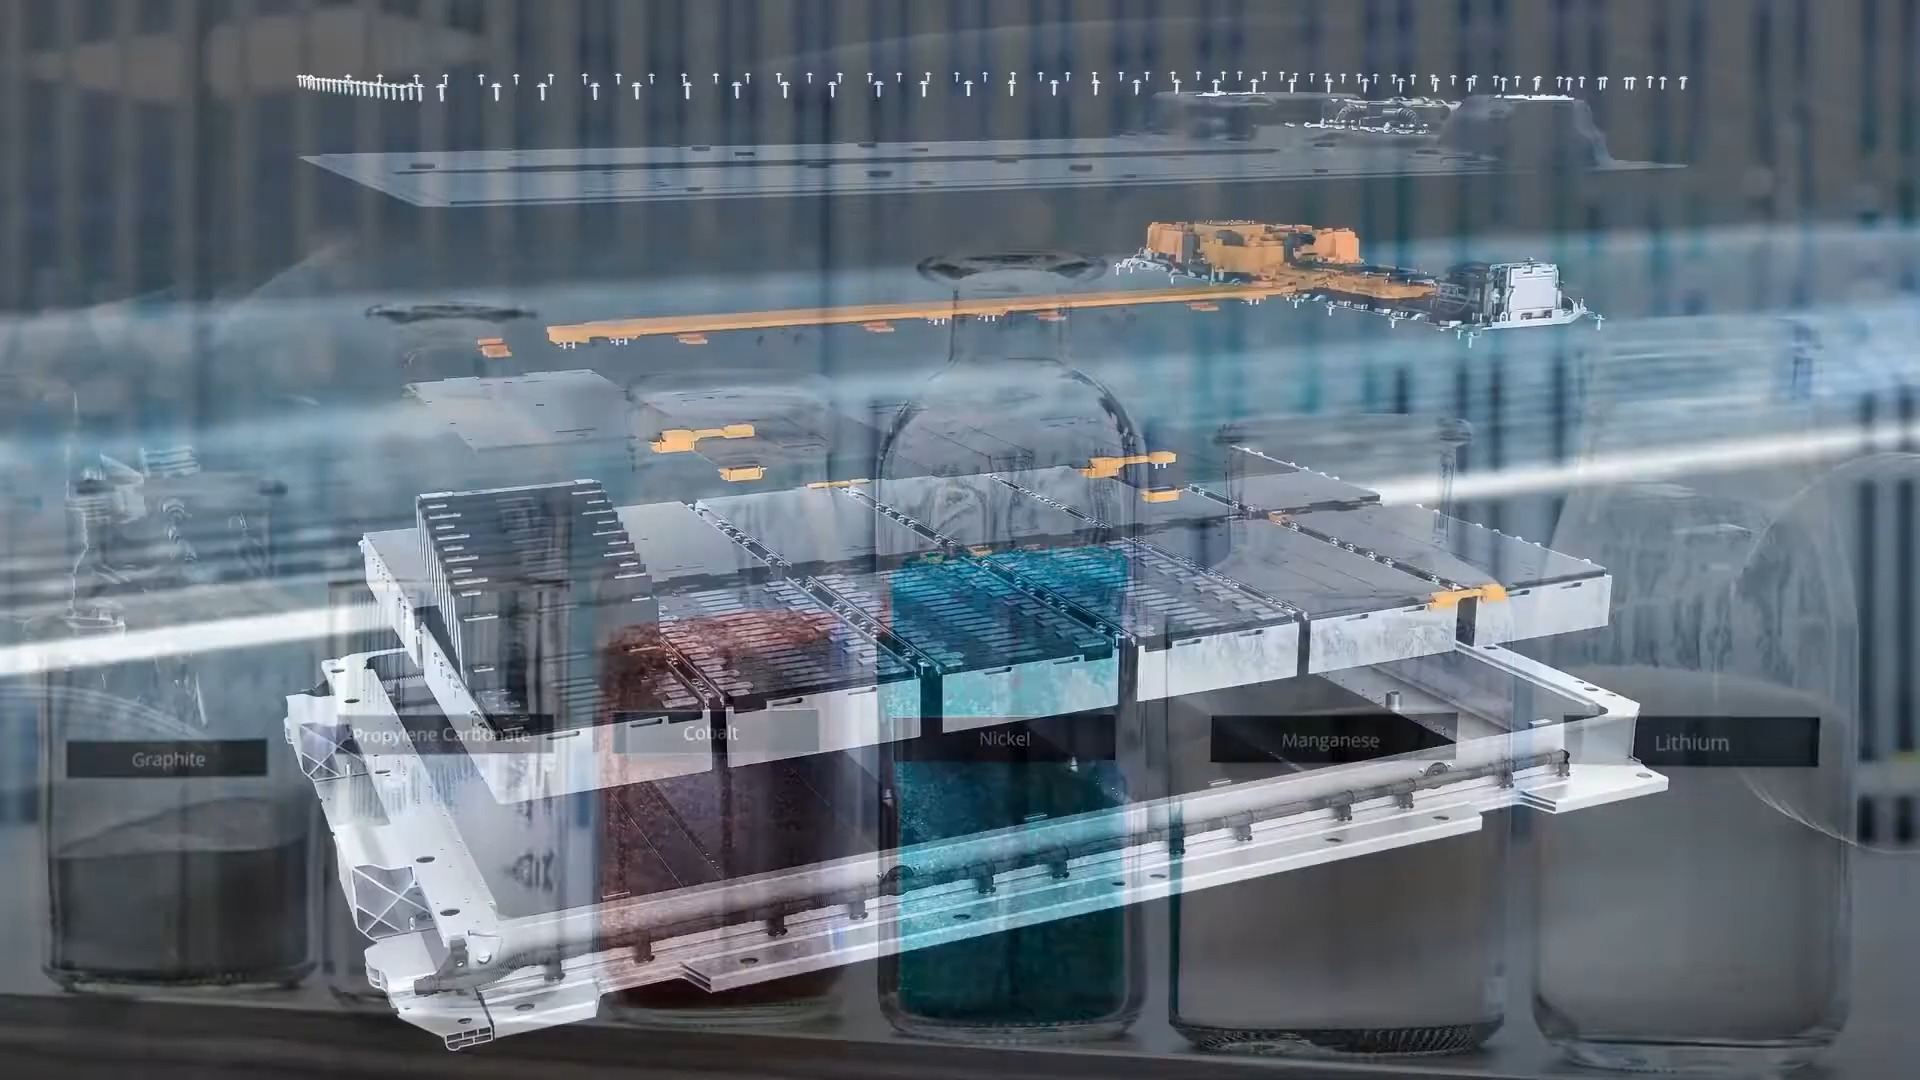 Graphite
Propylene Carbonate
Cobalt
Nickel
Manganese
Lithium